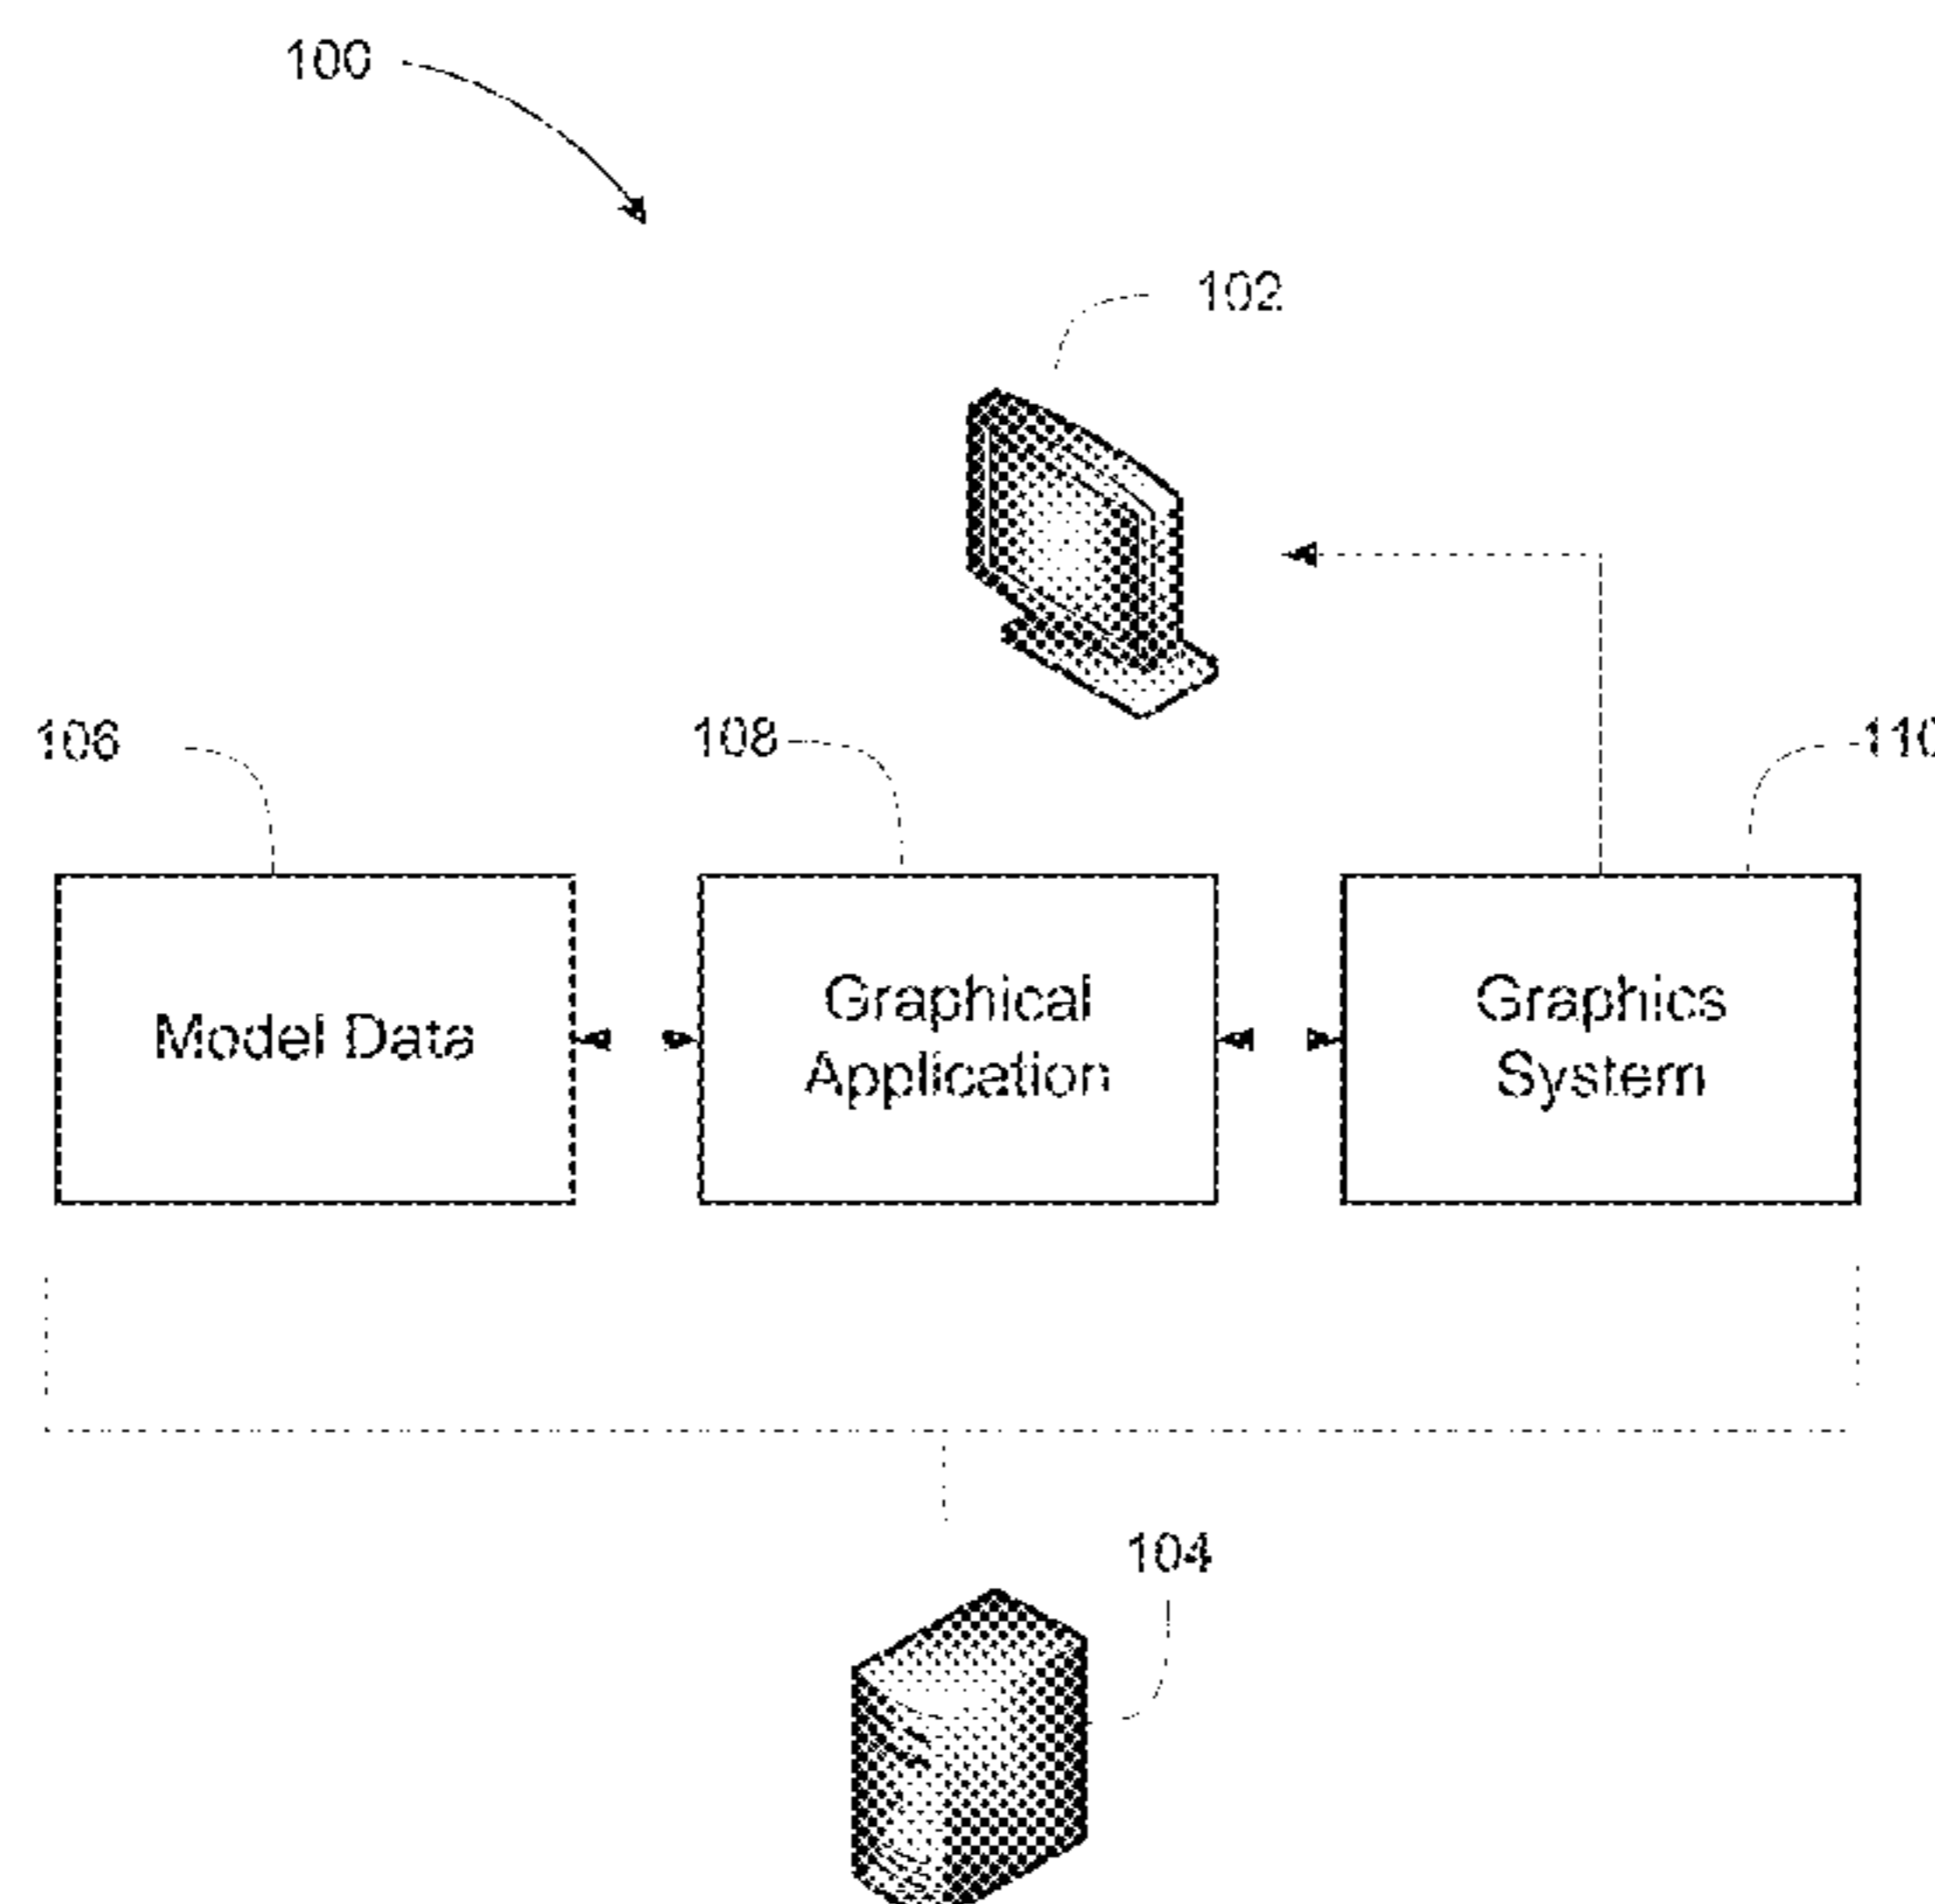 100
102
106
108
110
Model Data
Graphical
Application
Graphics
System
104